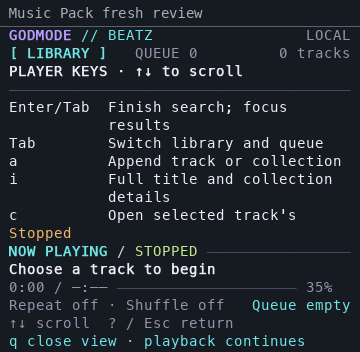 Music Pack fresh review
GODMODE // BEATZ LOCAL
[ LIBRARY ] QUEUE 0 0 tracks
PLAYER KEYS · ↑↓ to scroll
Enter/Tab Finish search; focus
results
Tab Switch library and queue
a Append track or collection
i Full title and collection
details
c Open selected track's
Stopped
NOW PLAYING / STOPPED
Choose a track to begin
0:00 / —:—— 35%
Repeat off · Shuffle off Queue empty
↑↓ scroll ? / Esc return
q close view · playback continues